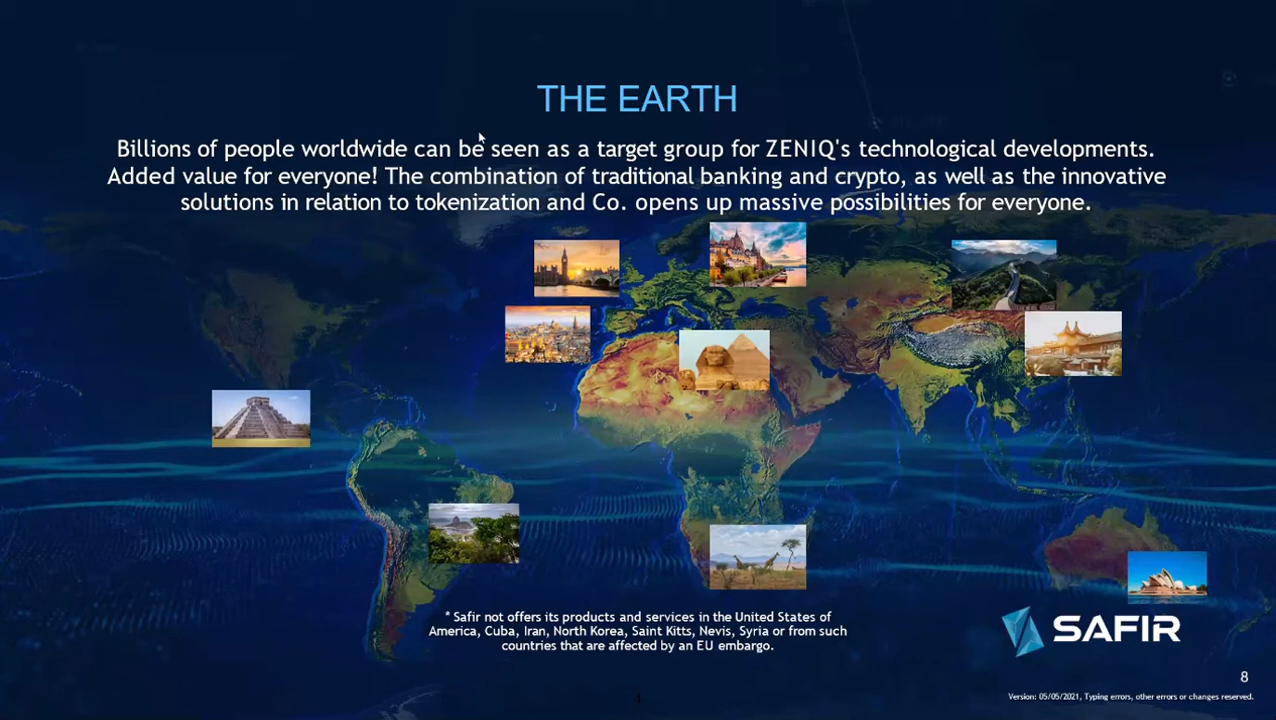 THE EARTH
Billions of people worldwide can be seen as a target group for ZENIQ's technological developments.
Added value for everyone! The combination of traditional banking and crypto, as well as the innovative
solutions in relation to tokenization and Co. opens up massive possibilities for everyone.
* Safir not offers its products and services in the United States of
America, Cuba, Iran, North Korea, Saint Kitts, Nevis, Syria or from such
countries that are affected by an EU embargo.
SAFIR
8
4
Version: 05/05/2021, Typing errors, other errors or changes reserved.